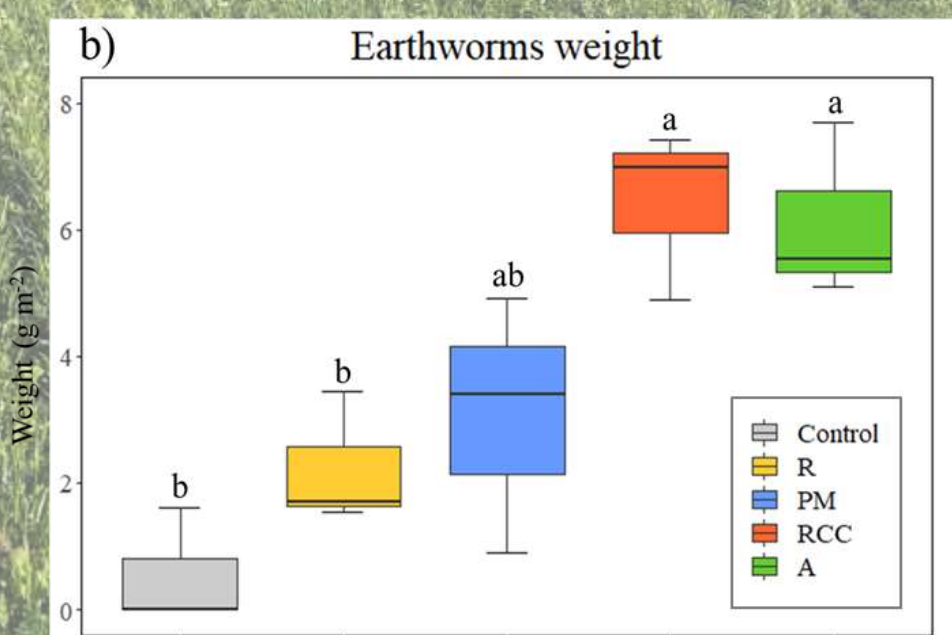 b) Earthworms weight
Weight (g m⁻²)
8
6
4
2
0
b
b
ab
a
a
Control
R
PM
RCC
A